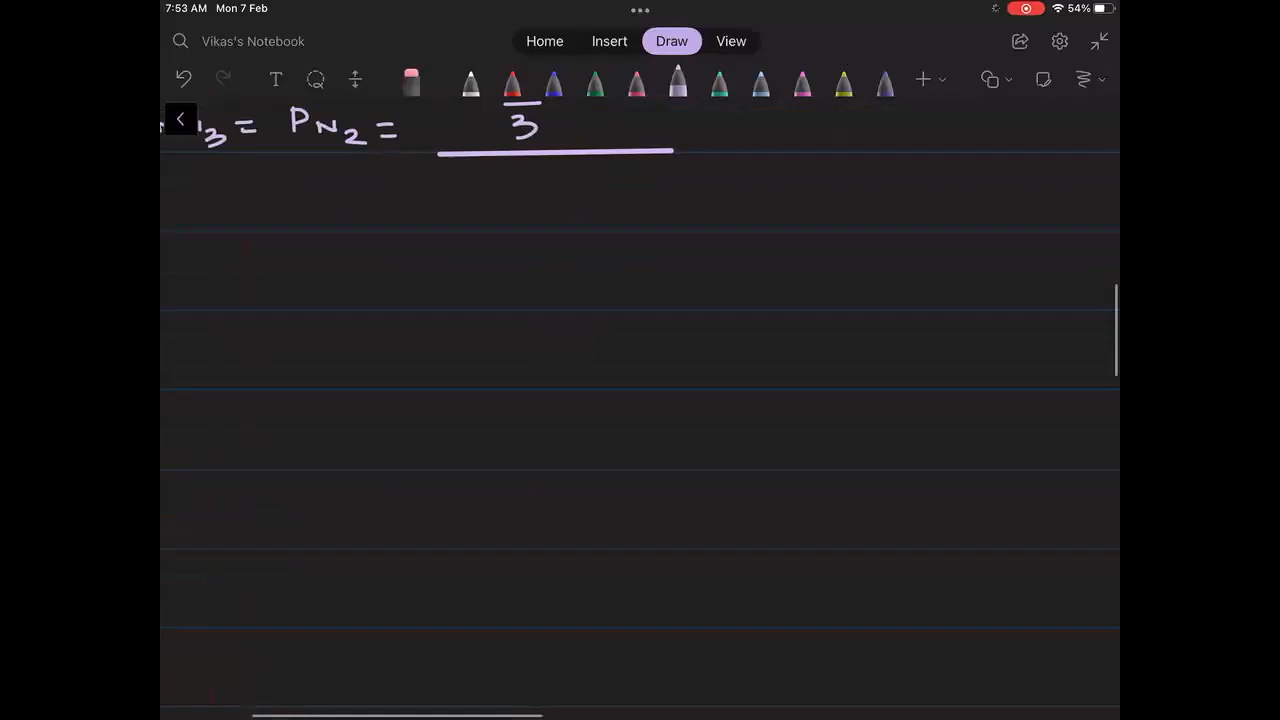 7:53 AM Mon 7 Feb
54%
Vikas's Notebook
Home Insert Draw View
3 = PN2 = 3